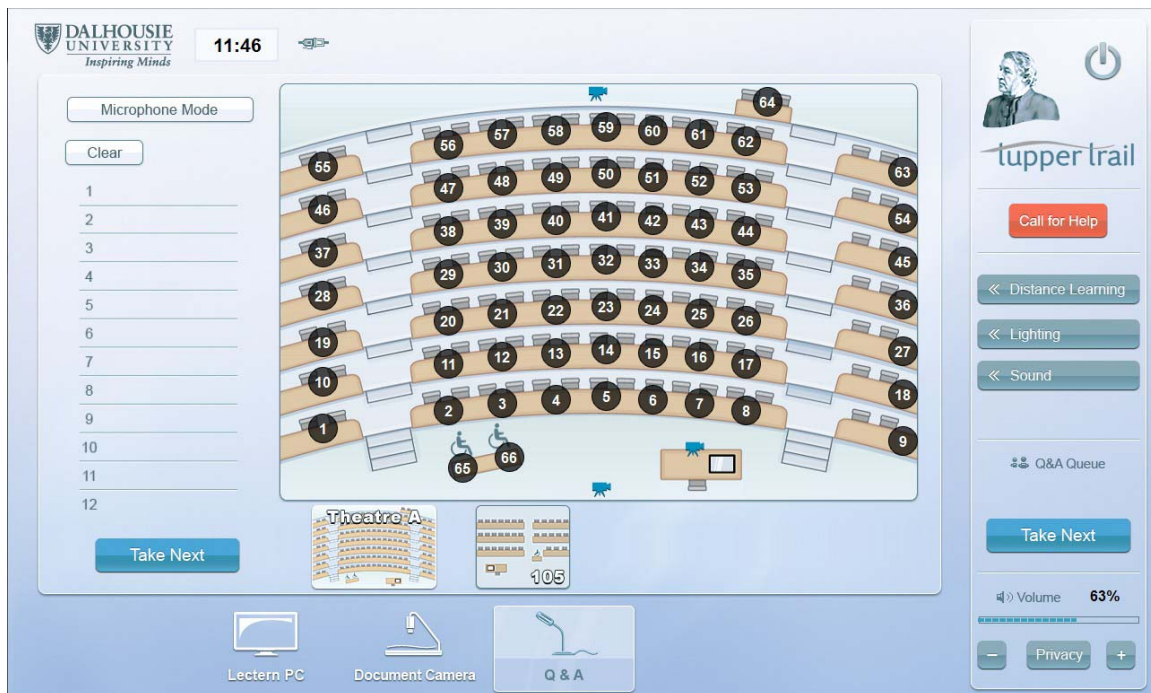 DALHOUSIE
UNIVERSITY
Inspiring Minds
11:46
Microphone Mode
Clear
1
2
3
4
5
6
7
8
9
10
11
12
Take Next
64
55 56 57 58 59 60 61 62 63
46 47 48 49 50 51 52 53 54
37 38 39 40 41 42 43 44 45
28 29 30 31 32 33 34 35 36
19 20 21 22 23 24 25 26 27
10 11 12 13 14 15 16 17 18
1 2 3 4 5 6 7 8 9
65 66
Theatre A
105
Lectern PC
Document Camera
Q & A
tupper trail
Call for Help
« Distance Learning
« Lighting
« Sound
Q&A Queue
Take Next
Volume 63%
− Privacy +